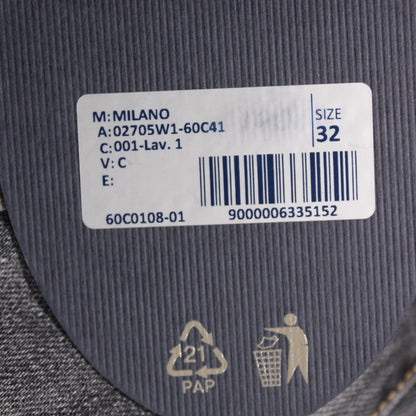 M: MILANO
A: 02705W1-60C41
C: 001-Lav. 1
V: C
E:
SIZE
32
60C0108-01
9000006335152
21
PAP